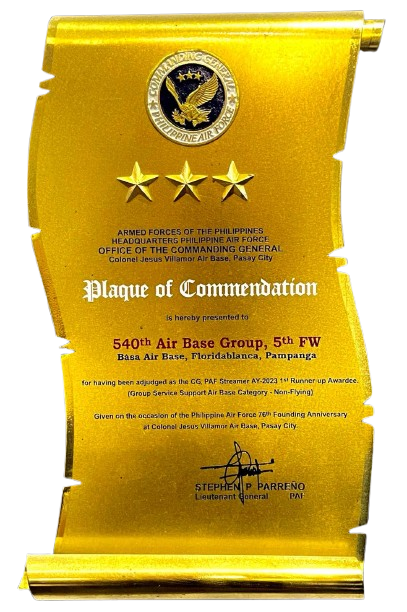 COMMANDING GENERAL
PHILIPPINE AIR FORCE
ARMED FORCES OF THE PHILIPPINES
HEADQUARTERS PHILIPPINE AIR FORCE
OFFICE OF THE COMMANDING GENERAL
Colonel Jesus Villamor Air Base, Pasay City
Plaque of Commendation
is hereby presented to
540th Air Base Group, 5th FW
Basa Air Base, Floridablanca, Pampanga
for having been adjudged as the CG, PAF Streamer AY-2023 1st Runner-up Awardee.
(Group Service Support Air Base Category - Non-Flying)
Given on the occasion of the Philippine Air Force 76th Founding Anniversary
at Colonel Jesus Villamor Air Base, Pasay City.
STEPHEN P PARREÑO
Lieutenant General PAF